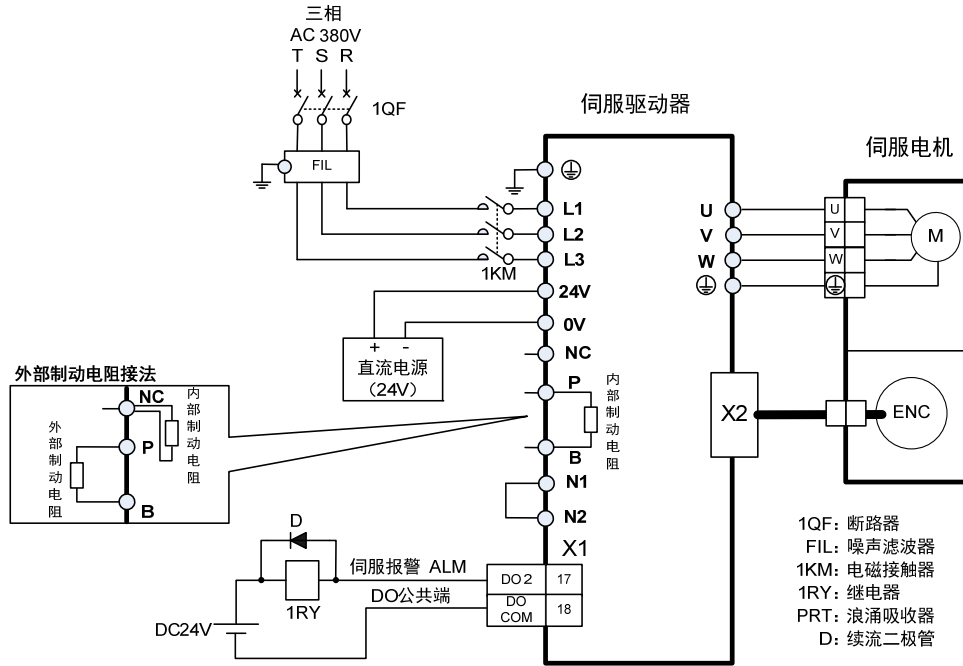 三相
AC 380V
T S R
1QF
FIL
伺服驱动器
伺服电机
L1
L2
L3
1KM
24V
0V
NC
P
B
N1
N2
X1
+ -
直流电源
（24V）
内部制动电阻
U
V
W
U
V
W
M
X2
ENC
外部制动电阻接法
NC
P
B
内部制动电阻
外部制动电阻
D
1RY
DC24V
伺服报警 ALM
DO公共端
DO 2 17
DO
COM
18
1QF：断路器
FIL：噪声滤波器
1KM：电磁接触器
1RY：继电器
PRT：浪涌吸收器
D：续流二极管